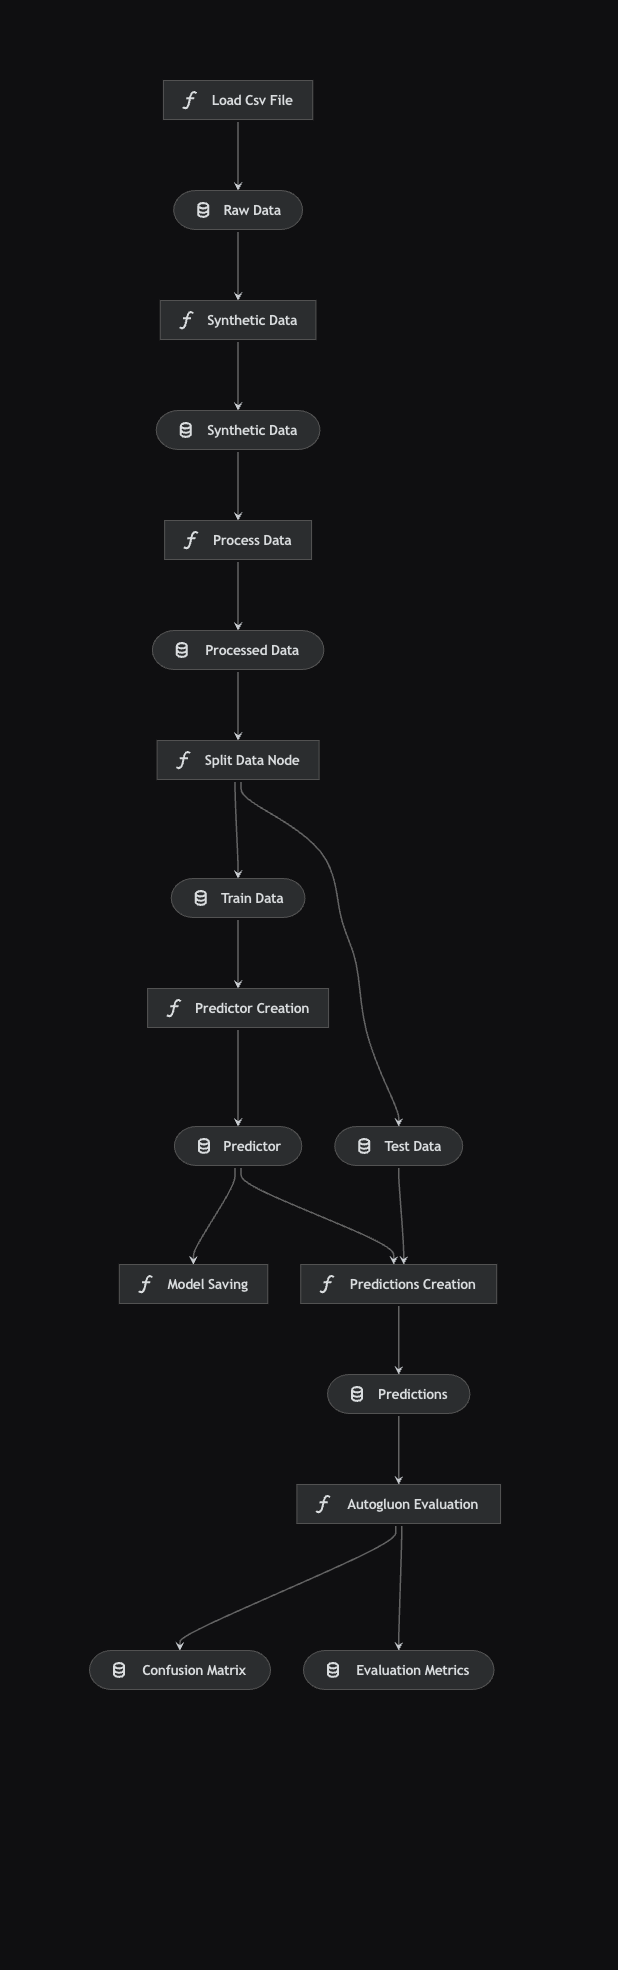 Load Csv File
Raw Data
Synthetic Data
Synthetic Data
Process Data
Processed Data
Split Data Node
Train Data
Predictor Creation
Predictor
Test Data
Model Saving
Predictions Creation
Predictions
Autogluon Evaluation
Confusion Matrix
Evaluation Metrics